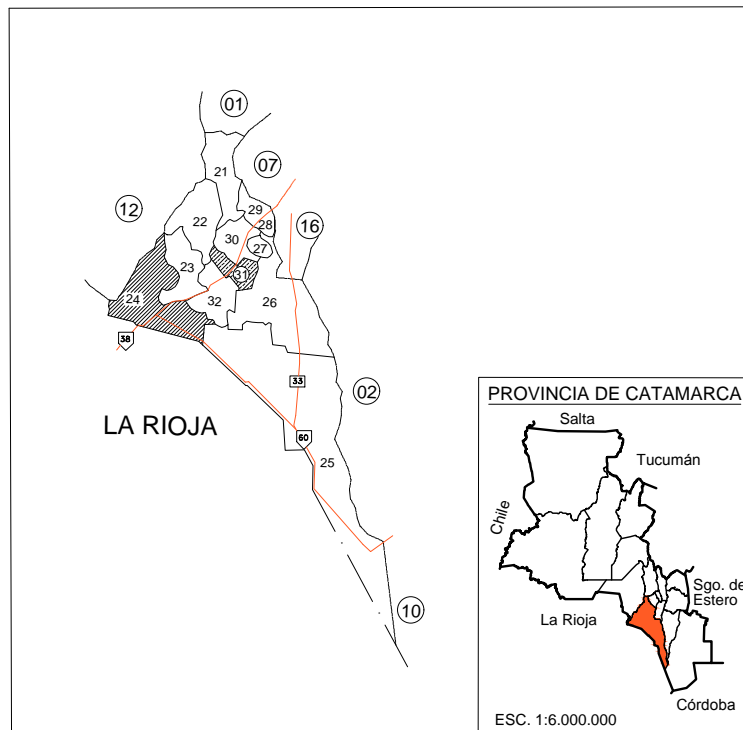 01
07
21
12
29
16
22
28
30
27
23
31
24
32
26
38
33
02
LA RIOJA
60
25
10
PROVINCIA DE CATAMARCA
Salta
Tucumán
Chile
Sgo. de
Estero
La Rioja
Córdoba
ESC. 1:6.000.000